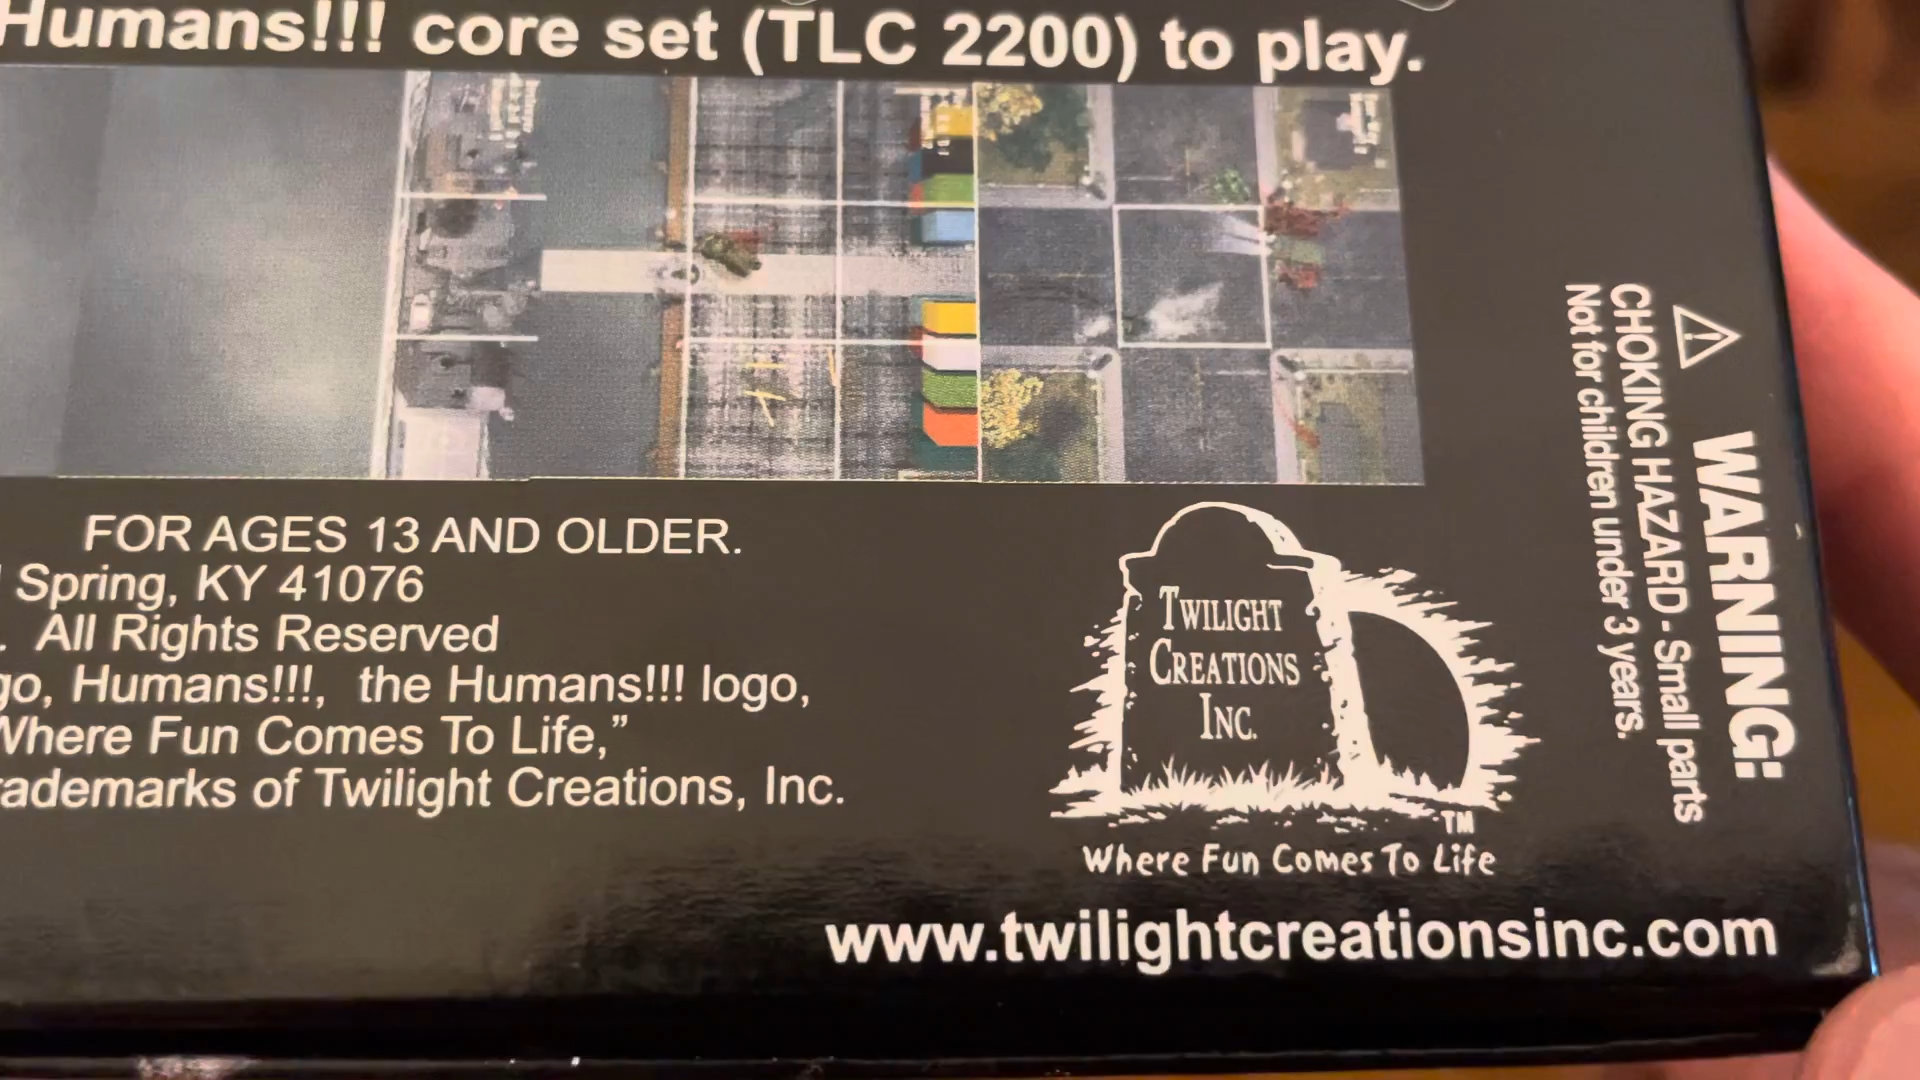 Humans!!! core set (TLC 2200) to play.
FOR AGES 13 AND OLDER.
Spring, KY 41076
. All Rights Reserved
go, Humans!!!, the Humans!!! logo,
Where Fun Comes To Life,”
rademarks of Twilight Creations, Inc.
TWILIGHT
CREATIONS
INC.
TM
Where Fun Comes To Life
www.twilightcreationsinc.com
WARNING:
CHOKING HAZARD - Small parts
Not for children under 3 years.